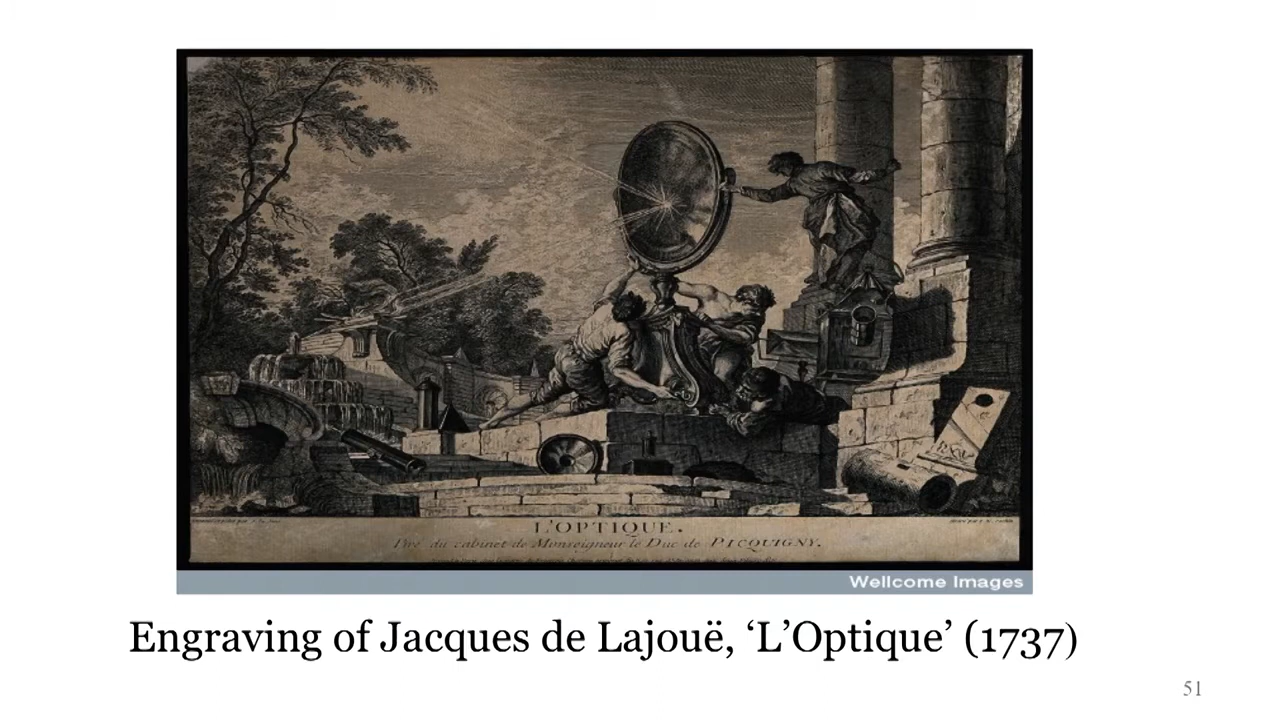 L'OPTIQUE.
Tiré du cabinet de Monseigneur le Duc de PICQUIGNY.
Wellcome Images
Engraving of Jacques de Lajouë, ‘L’Optique’ (1737)
51